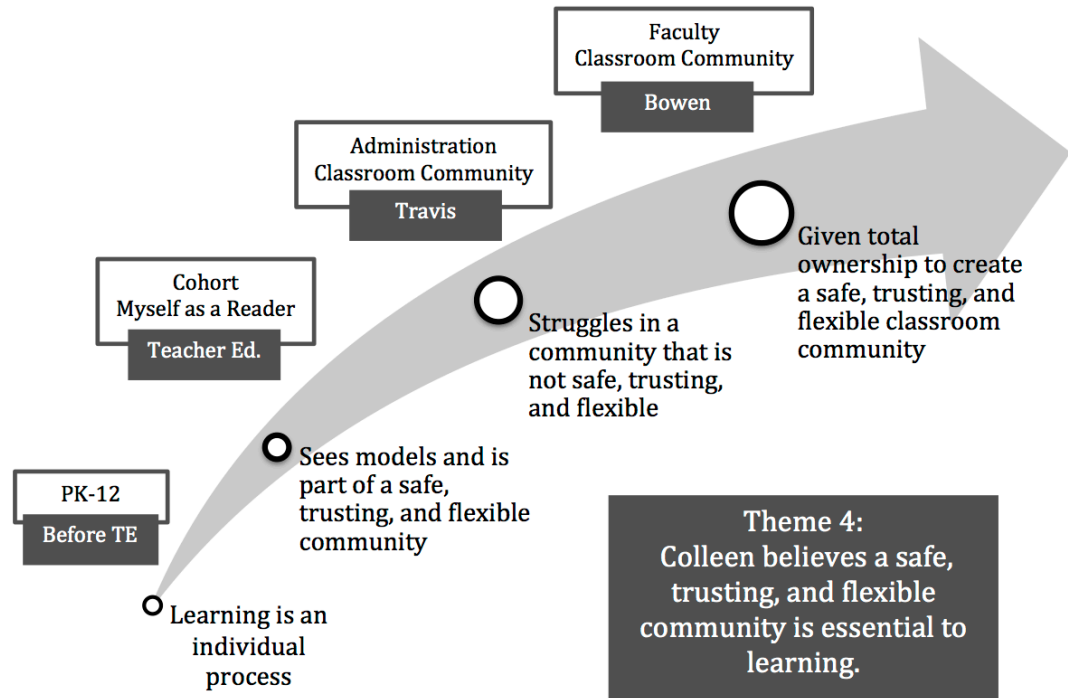 Faculty
Classroom Community
Bowen
Administration
Classroom Community
Travis
Cohort
Myself as a Reader
Teacher Ed.
PK-12
Before TE
Learning is an
individual
process
Sees models and is
part of a safe,
trusting, and flexible
community
Struggles in a
community that is
not safe, trusting,
and flexible
Given total
ownership to create
a safe, trusting, and
flexible classroom
community
Theme 4:
Colleen believes a safe,
trusting, and flexible
community is essential to
learning.